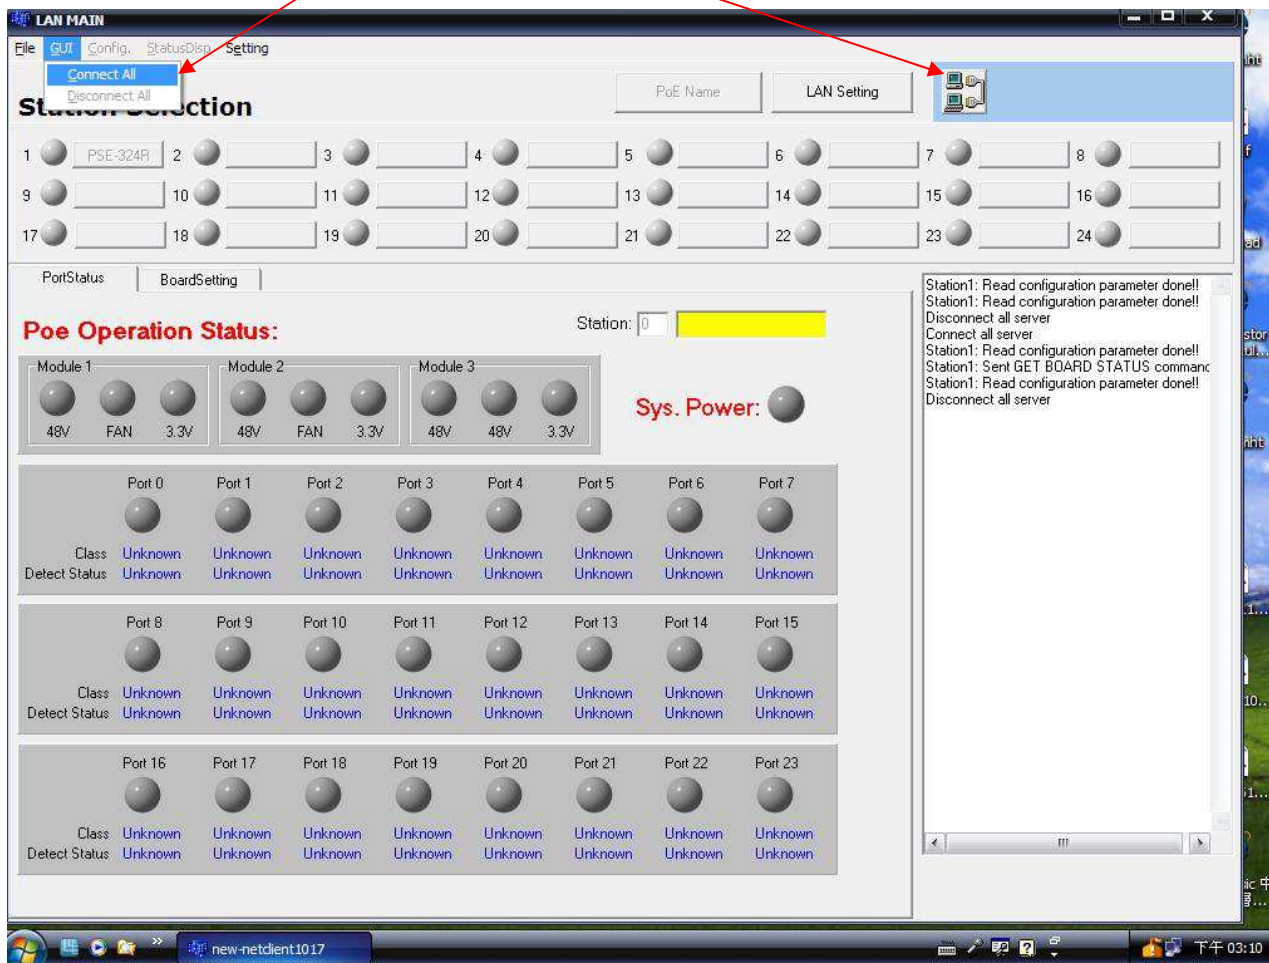 LAN MAIN
File GUI Config. StatusDisp Setting
Connect All
Disconnect All
Station Selection
PoE Name LAN Setting
1 PSE-324R 2 3 4 5 6 7 8
9 10 11 12 13 14 15 16
17 18 19 20 21 22 23 24
PortStatus BoardSetting
Poe Operation Status:
Station: 0
Module 1 Module 2 Module 3
48V FAN 3.3V 48V FAN 3.3V 48V 48V 3.3V
Sys. Power:
Port 0 Port 1 Port 2 Port 3 Port 4 Port 5 Port 6 Port 7
Class Unknown Unknown Unknown Unknown Unknown Unknown Unknown Unknown
Detect Status Unknown Unknown Unknown Unknown Unknown Unknown Unknown Unknown
Port 8 Port 9 Port 10 Port 11 Port 12 Port 13 Port 14 Port 15
Class Unknown Unknown Unknown Unknown Unknown Unknown Unknown Unknown
Detect Status Unknown Unknown Unknown Unknown Unknown Unknown Unknown Unknown
Port 16 Port 17 Port 18 Port 19 Port 20 Port 21 Port 22 Port 23
Class Unknown Unknown Unknown Unknown Unknown Unknown Unknown Unknown
Detect Status Unknown Unknown Unknown Unknown Unknown Unknown Unknown Unknown
Station1: Read configuration parameter done!!
Station1: Read configuration parameter done!!
Disconnect all server
Connect all server
Station1: Read configuration parameter done!!
Station1: Sent GET BOARD STATUS commanc
Station1: Read configuration parameter done!!
Disconnect all server
new-netclient1017
下午 03:10